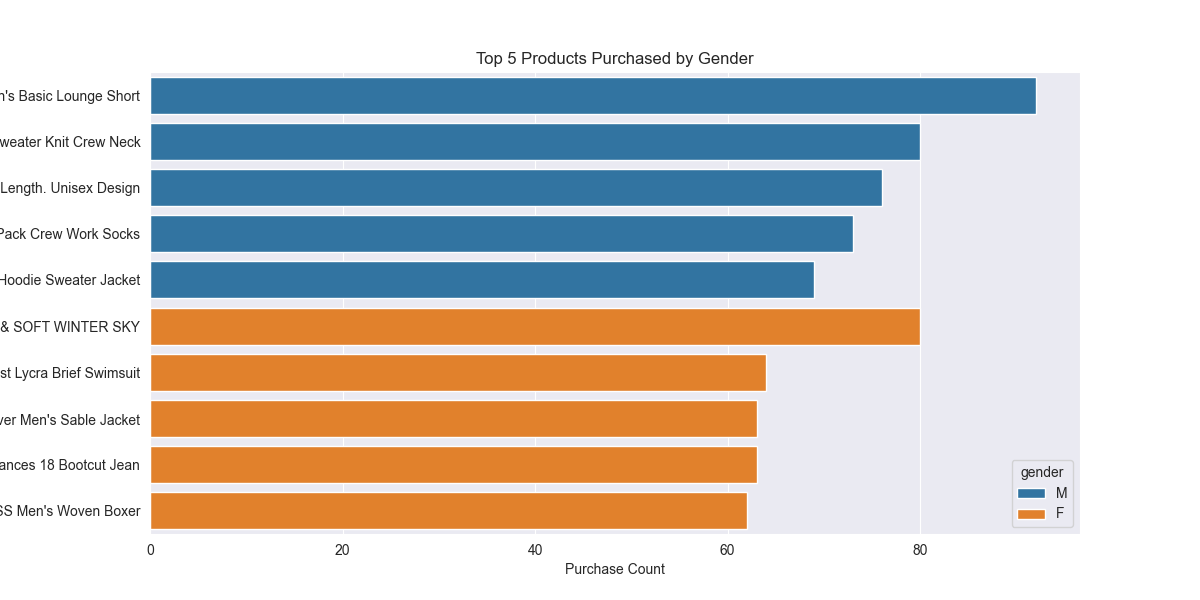 Top 5 Products Purchased by Gender
n's Basic Lounge Short
weater Knit Crew Neck
Length. Unisex Design
Pack Crew Work Socks
Hoodie Sweater Jacket
& SOFT WINTER SKY
st Lycra Brief Swimsuit
ver Men's Sable Jacket
ances 18 Bootcut Jean
SS Men's Woven Boxer
gender
M
F
0 20 40 60 80
Purchase Count